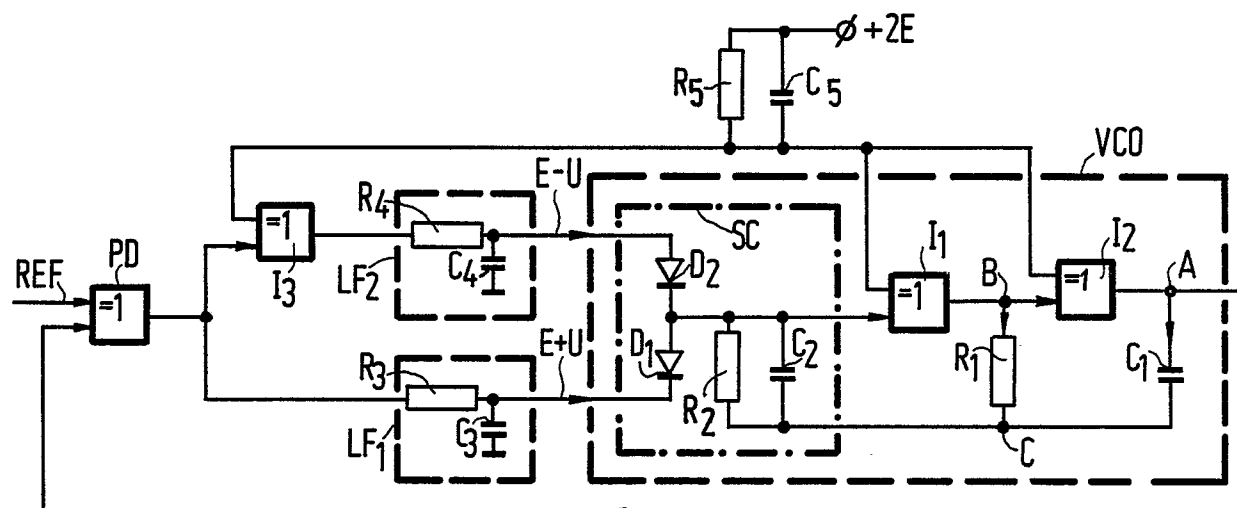 +2E
R5
C5
VCO
E-U
R4
SC
I2
PD
=1
I3
C4
LF2
D2
I1
A
REF
=1
B
=1
=1
E+U
D1
C2
R1
C1
R3
R2
LF1
C3
C